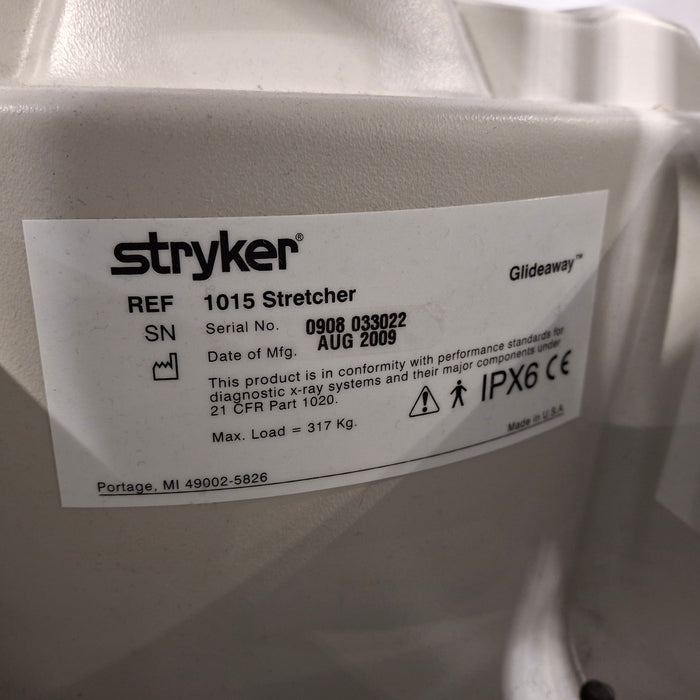 stryker®
Glideaway™
REF 1015 Stretcher
SN Serial No. 0908 033022
Date of Mfg. AUG 2009
This product is in conformity with performance standards for
diagnostic x-ray systems and their major components under
21 CFR Part 1020.
IPX6 CE
Max. Load = 317 Kg.
Made in U.S.A.
Portage, MI 49002-5826